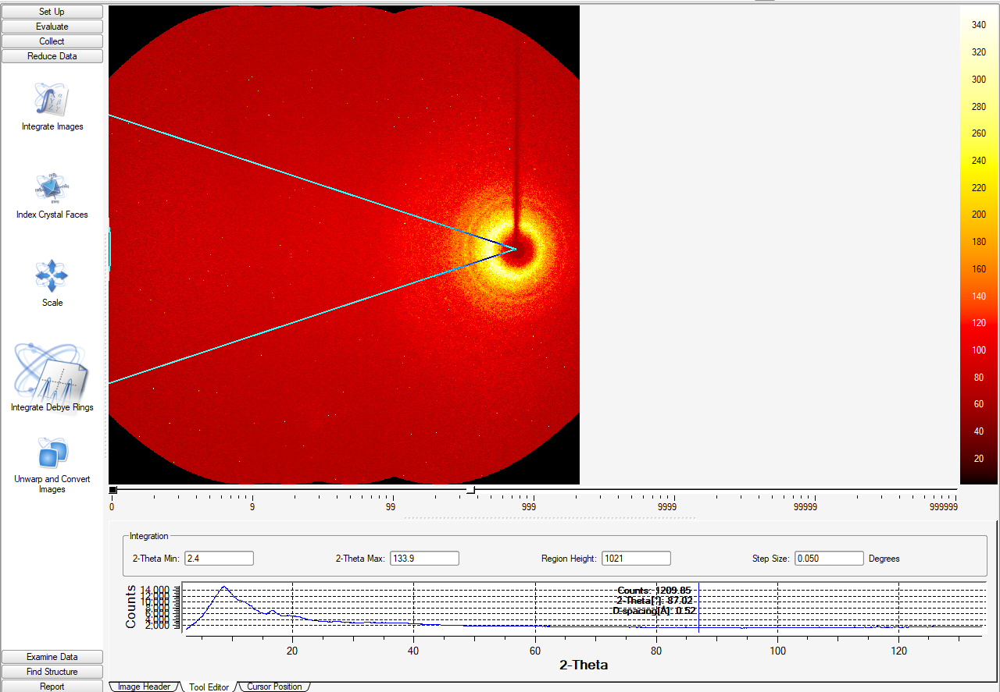 Set Up
Evaluate
Collect
Reduce Data
Integrate Images
Index Crystal Faces
Scale
Integrate Debye Rings
Unwarp and Convert
Images
Examine Data
Find Structure
Report
340
320
300
280
260
240
220
200
180
160
140
120
100
80
60
40
20
0 9 99 999 9999 99999 999999
Integration
2-Theta Min: 2.4 2-Theta Max: 133.9 Region Height: 1021 Step Size: 0.050 Degrees
Counts
14,000
12,000
10,000
8,000
6,000
4,000
2,000
Counts: 1209.85
2-Theta[°]: 87.02
D-spacing[Å]: 0.52
20 40 60 80 100 120
2-Theta
Image Header Tool Editor Cursor Position